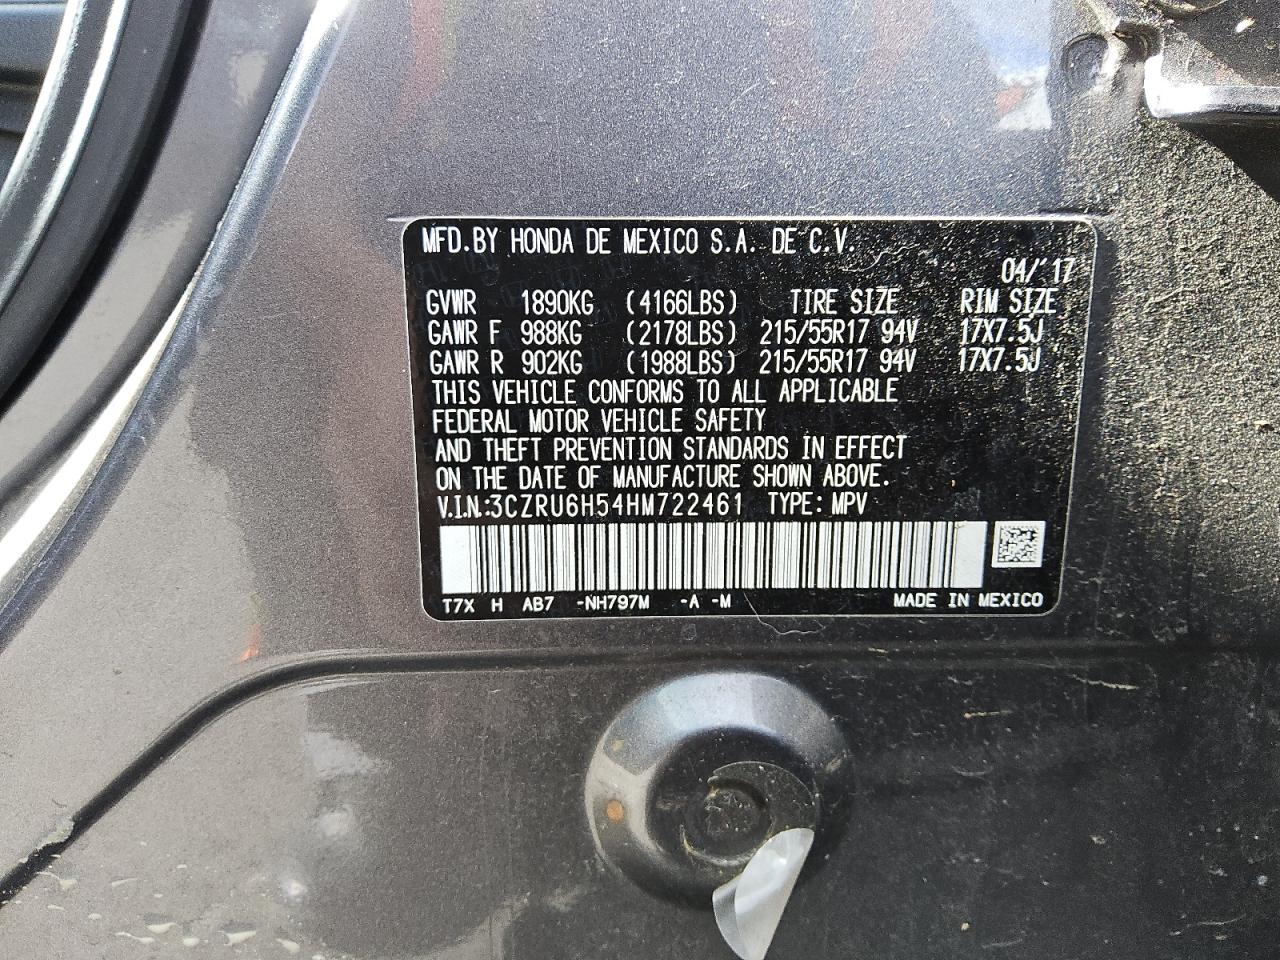 MFD.BY HONDA DE MEXICO S.A. DE C.V.
04/'17
GVWR 1890KG (4166LBS) TIRE SIZE RIM SIZE
GAWR F 988KG (2178LBS) 215/55R17 94V 17X7.5J
GAWR R 902KG (1988LBS) 215/55R17 94V 17X7.5J
THIS VEHICLE CONFORMS TO ALL APPLICABLE
FEDERAL MOTOR VEHICLE SAFETY
AND THEFT PREVENTION STANDARDS IN EFFECT
ON THE DATE OF MANUFACTURE SHOWN ABOVE.
V.I.N.:3CZRU6H54HM722461 TYPE: MPV
T7X H AB7 -NH797M -A -M MADE IN MEXICO